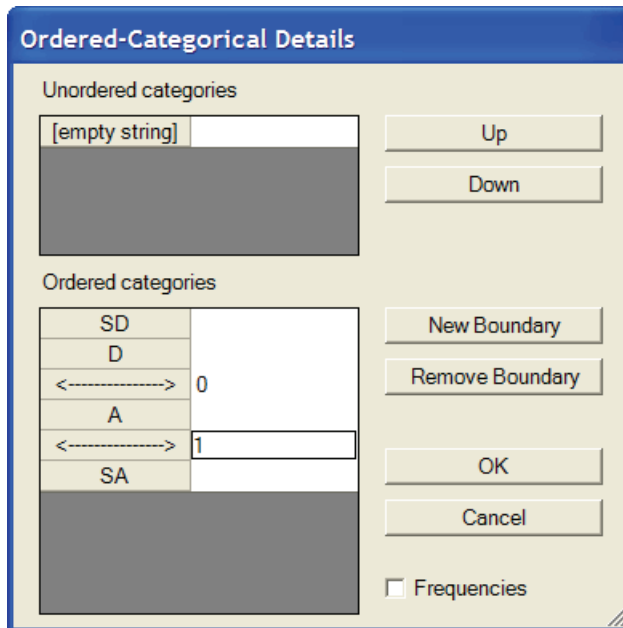 Ordered-Categorical Details
Unordered categories
[empty string]
Up
Down
Ordered categories
SD
D
<---------------> 0
A
<---------------> 1
SA
New Boundary
Remove Boundary
OK
Cancel
Frequencies